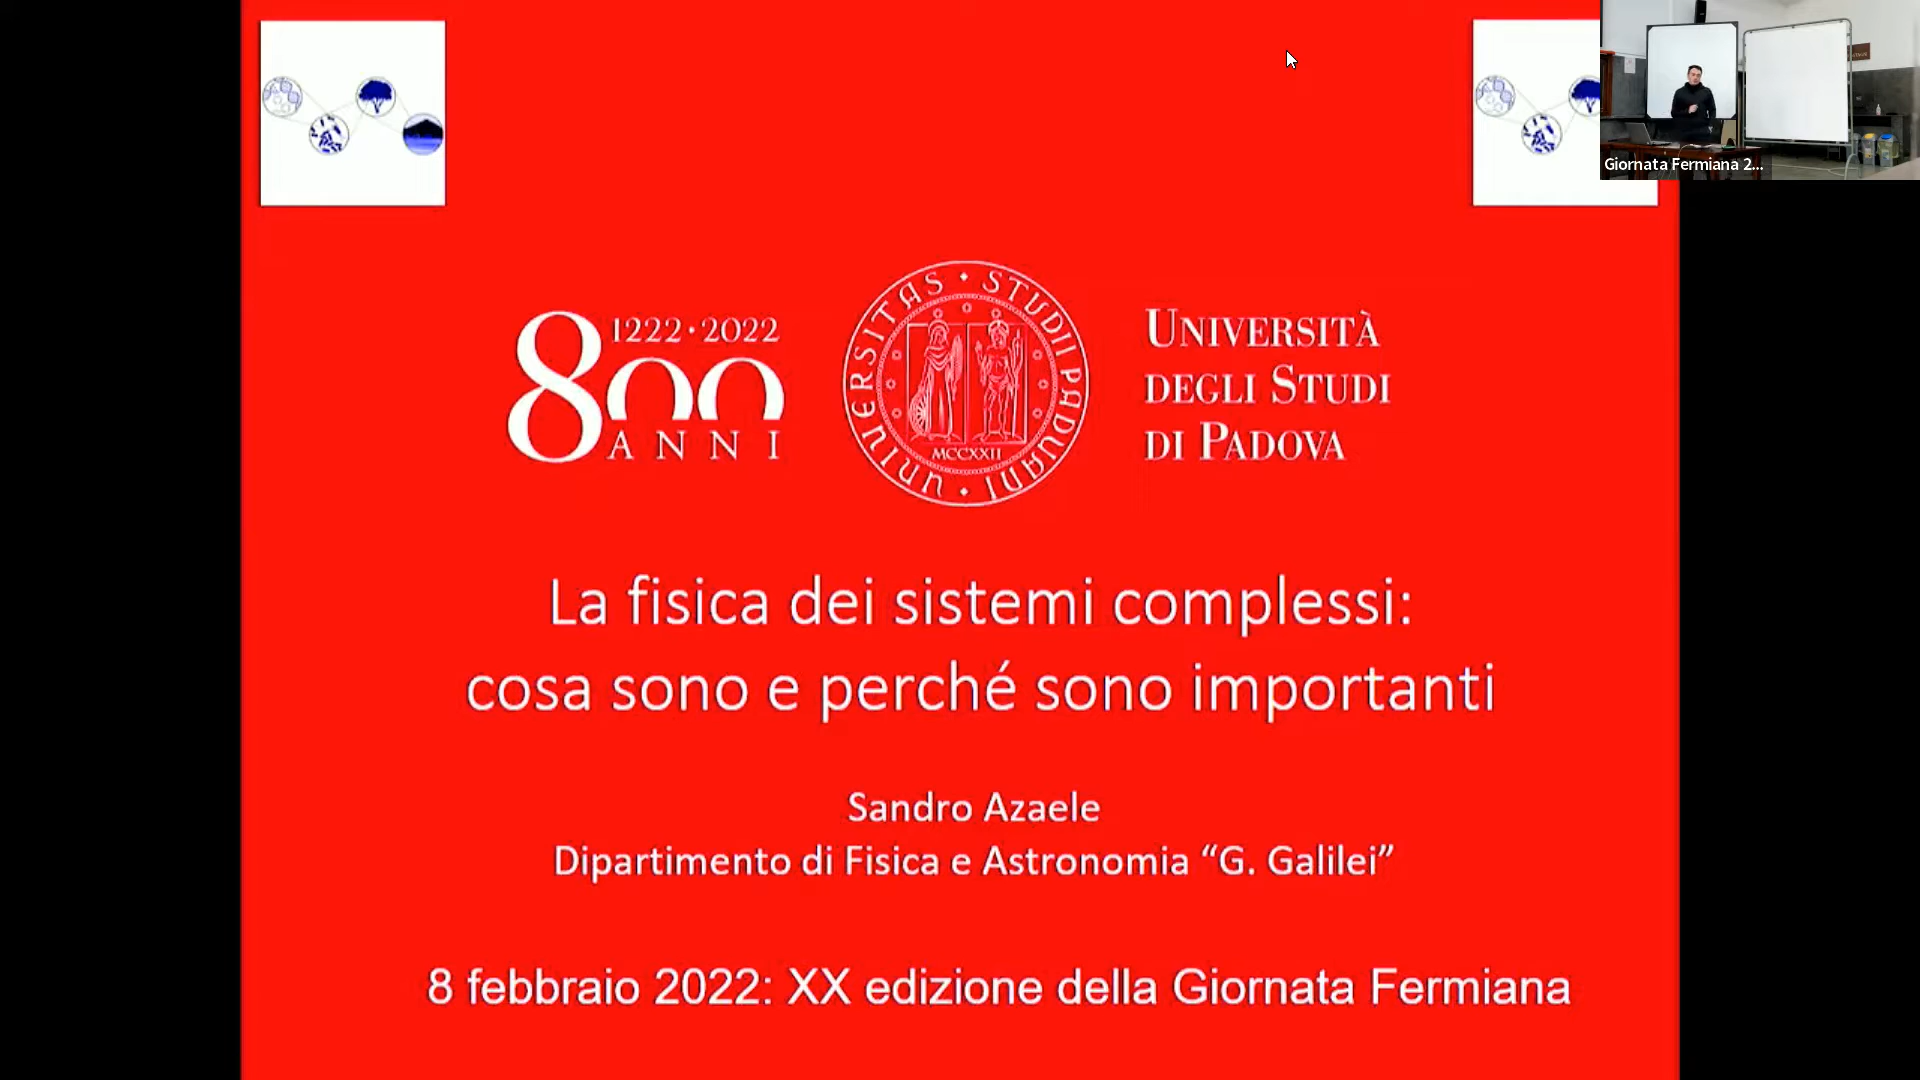 Giornata Fermiana 2...
1222·2022
800
ANNI
UNIVERSITAS STUDII PADUANI
MCCXXII
UNIVERSITÀ
DEGLI STUDI
DI PADOVA
La fisica dei sistemi complessi:
cosa sono e perché sono importanti
Sandro Azaele
Dipartimento di Fisica e Astronomia “G. Galilei”
8 febbraio 2022: XX edizione della Giornata Fermiana